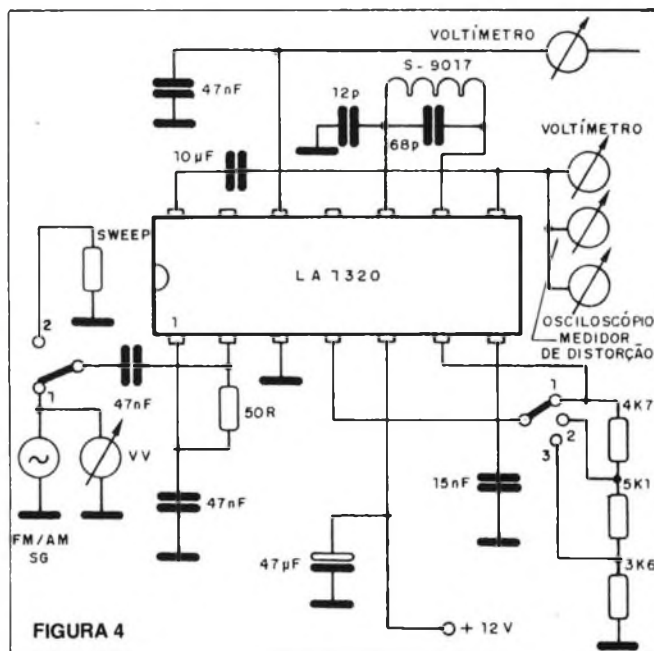 VOLTÍMETRO
S-9017
47nF
12p
68p
VOLTÍMETRO
10µF
SWEEP
LA 1320
2
1
OSCILOSCÓPIO
MEDIDOR
DE DISTORÇÃO
1
47nF
50R
1
2
3
4K7
VV
5K1
47nF
15nF
FM/AM
SG
47µF
3K6
+12V
FIGURA 4